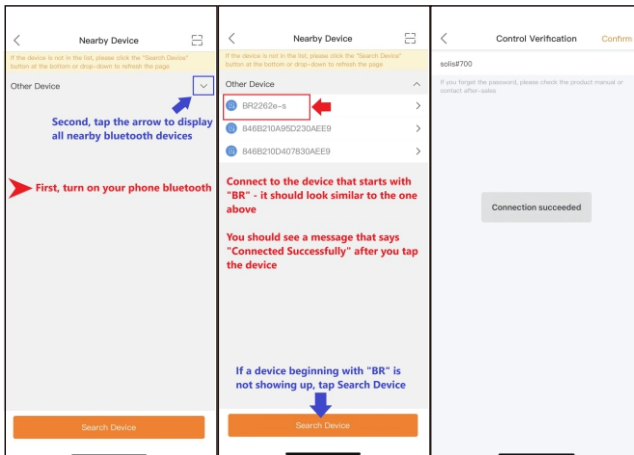 Nearby Device
If the device is not in the list, please click the "Search Device"
button at the bottom or drop-down to refresh the page
Other Device
Second, tap the arrow to display
all nearby bluetooth devices
First, turn on your phone bluetooth
Search Device
Nearby Device
If the device is not in the list, please click the "Search Device"
button at the bottom or drop-down to refresh the page
Other Device
BR2262e-s
846B210A95D230AEE9
846B210D407830AEE9
Connect to the device that starts with
"BR" - it should look similar to the one
above
You should see a message that says
"Connected Successfully" after you tap
the device
If a device beginning with "BR" is
not showing up, tap Search Device
Search Device
Control Verification Confirm
solis#700
If you forget the password, please check the product manual or
contact after-sales
Connection succeeded